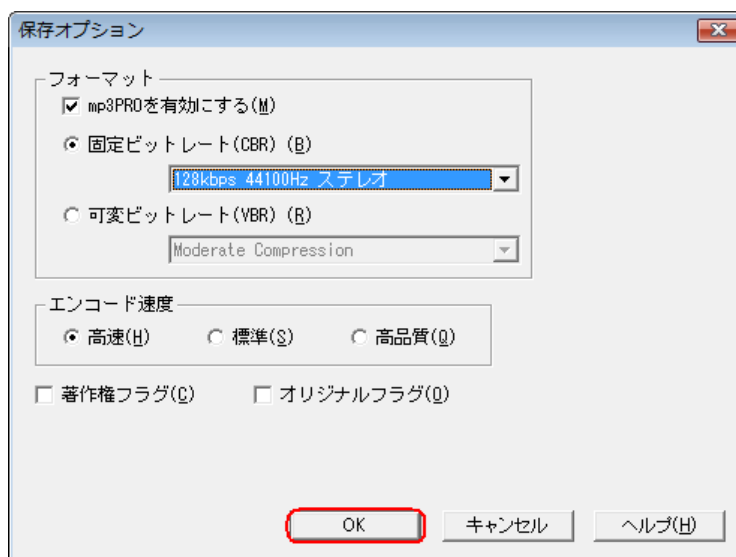 保存オプション
フォーマット
mp3PROを有効にする(M)
固定ビットレート(CBR) (B)
128kbps 44100Hz ステレオ
可変ビットレート(VBR) (R)
Moderate Compression
エンコード速度
高速(H) 標準(S) 高品質(Q)
著作権フラグ(C) オリジナルフラグ(O)
OK キャンセル ヘルプ(H)